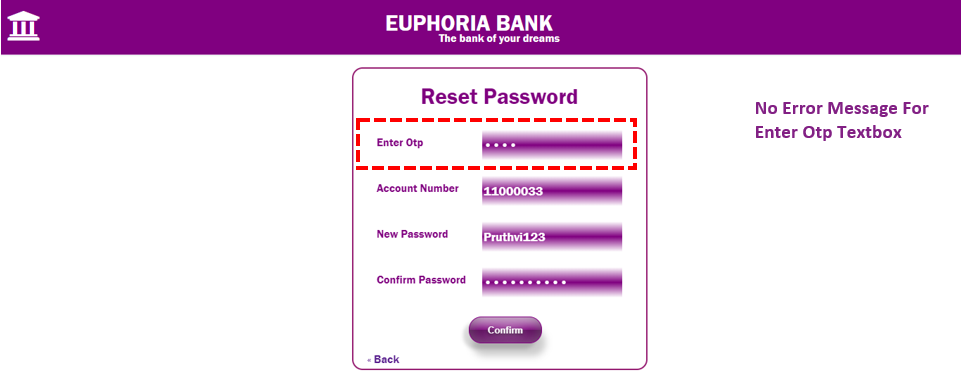 EUPHORIA BANK
The bank of your dreams
Reset Password
No Error Message For
Enter Otp Textbox
Enter Otp ••••
Account Number 11000033
New Password Pruthvi123
Confirm Password ••••••••••
Confirm
« Back